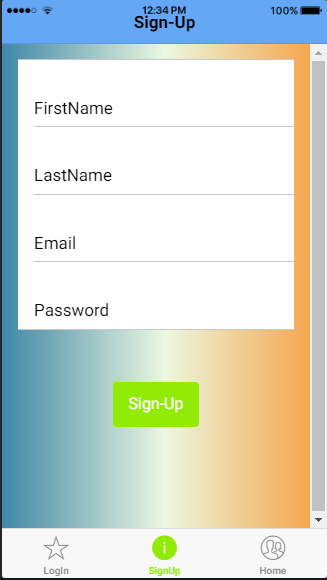 12:34 PM 100%
Sign-Up
FirstName
LastName
Email
Password
Sign-Up
LogIn SignUp Home